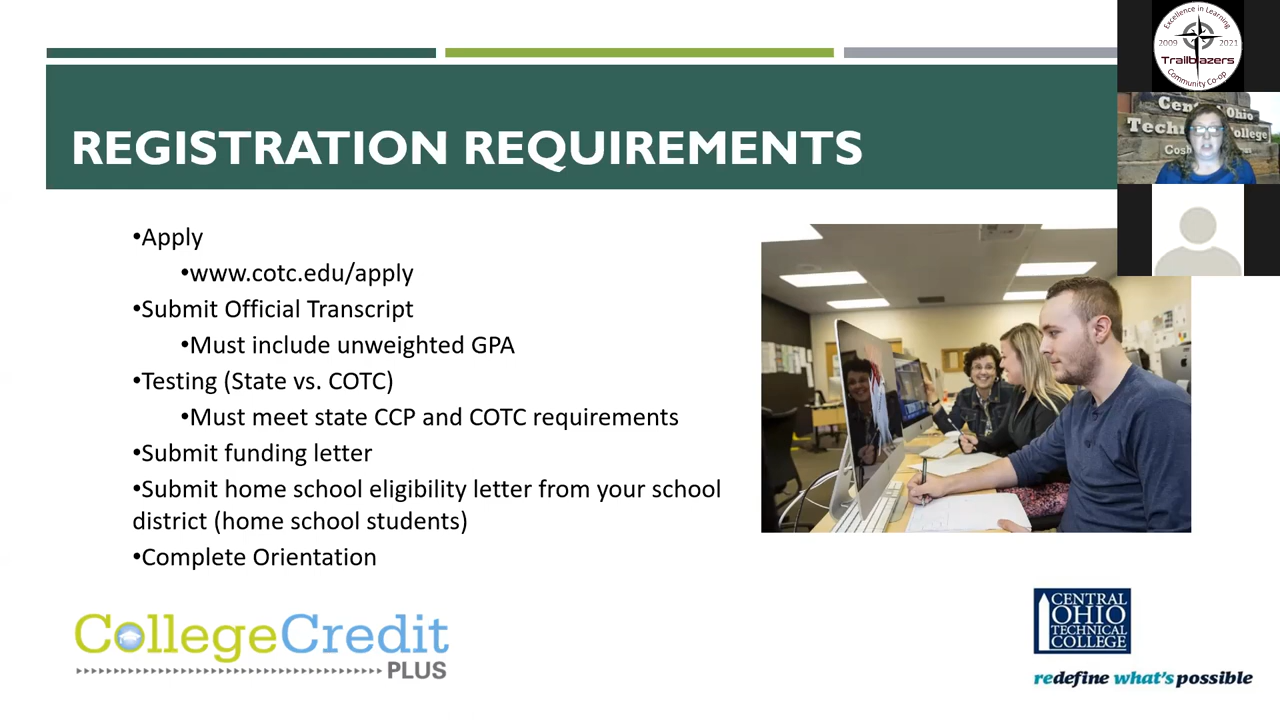 REGISTRATION REQUIREMENTS
•Apply
•www.cotc.edu/apply
•Submit Official Transcript
•Must include unweighted GPA
•Testing (State vs. COTC)
•Must meet state CCP and COTC requirements
•Submit funding letter
•Submit home school eligibility letter from your school
district (home school students)
•Complete Orientation
CollegeCredit
PLUS
CENTRAL
OHIO
TECHNICAL
COLLEGE
redefine what's possible
Excellence in Learning
2009 2021
Trailblazers
Community Co-op